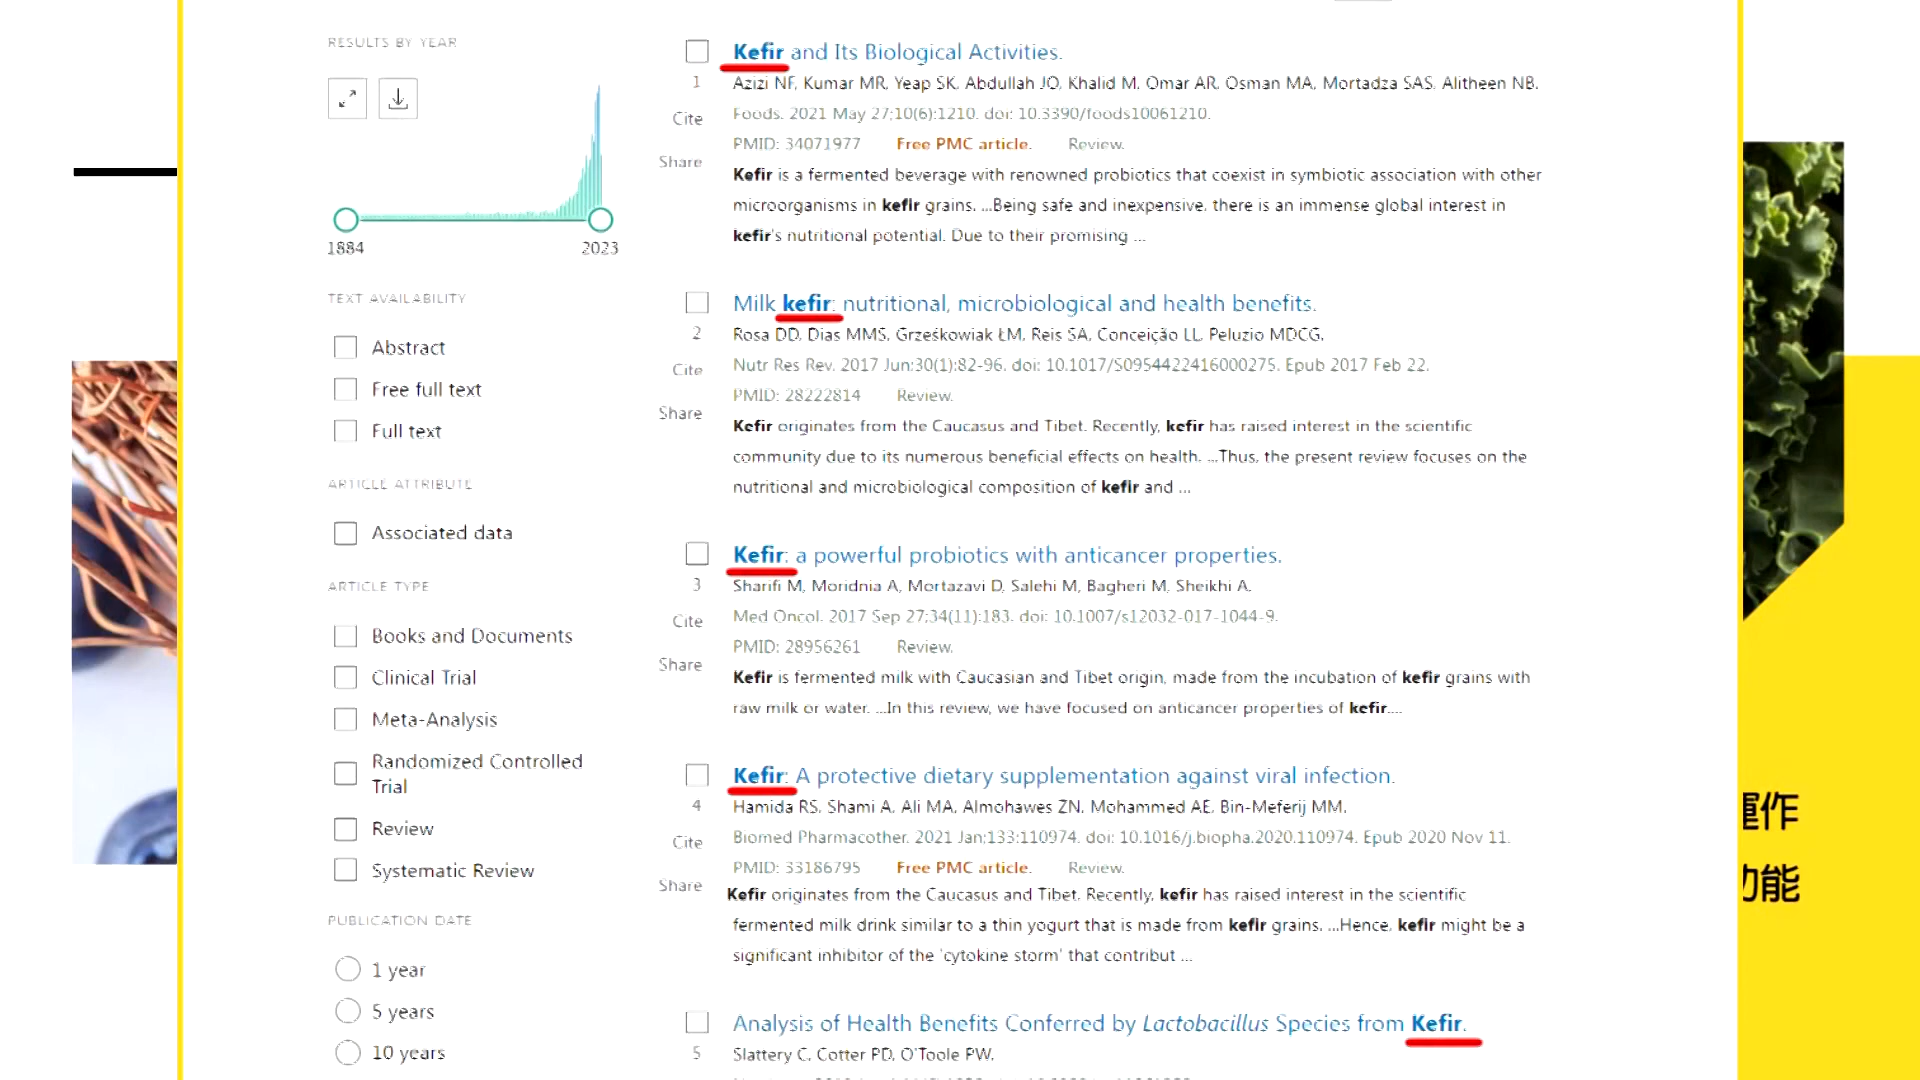 RESULTS BY YEAR
1884
2023
TEXT AVAILABILITY
Abstract
Free full text
Full text
ARTICLE ATTRIBUTE
Associated data
ARTICLE TYPE
Books and Documents
Clinical Trial
Meta-Analysis
Randomized Controlled
Trial
Review
Systematic Review
PUBLICATION DATE
1 year
5 years
10 years
Kefir and Its Biological Activities.
1
Azizi NF, Kumar MR, Yeap SK, Abdullah JO, Khalid M, Omar AR, Osman MA, Mortadza SAS, Alitheen NB.
Cite
Foods. 2021 May 27;10(6):1210. doi: 10.3390/foods10061210.
PMID: 34071977 Free PMC article. Review.
Share
Kefir is a fermented beverage with renowned probiotics that coexist in symbiotic association with other
microorganisms in kefir grains. ...Being safe and inexpensive, there is an immense global interest in
kefir's nutritional potential. Due to their promising ...
Milk kefir: nutritional, microbiological and health benefits.
2
Rosa DD, Dias MMS, Grześkowiak ŁM, Reis SA, Conceição LL, Peluzio MDCG.
Cite
Nutr Res Rev. 2017 Jun;30(1):82-96. doi: 10.1017/S0954422416000275. Epub 2017 Feb 22.
PMID: 28222814 Review.
Share
Kefir originates from the Caucasus and Tibet. Recently, kefir has raised interest in the scientific
community due to its numerous beneficial effects on health. ...Thus, the present review focuses on the
nutritional and microbiological composition of kefir and ...
Kefir: a powerful probiotics with anticancer properties.
3
Sharifi M, Moridnia A, Mortazavi D, Salehi M, Bagheri M, Sheikhi A.
Cite
Med Oncol. 2017 Sep 27;34(11):183. doi: 10.1007/s12032-017-1044-9.
PMID: 28956261 Review.
Share
Kefir is fermented milk with Caucasian and Tibet origin, made from the incubation of kefir grains with
raw milk or water. ...In this review, we have focused on anticancer properties of kefir....
Kefir: A protective dietary supplementation against viral infection.
4
Hamida RS, Shami A, Ali MA, Almohawes ZN, Mohammed AE, Bin-Meferij MM.
Cite
Biomed Pharmacother. 2021 Jan;133:110974. doi: 10.1016/j.biopha.2020.110974. Epub 2020 Nov 11.
PMID: 33186795 Free PMC article. Review.
Share
Kefir originates from the Caucasus and Tibet. Recently, kefir has raised interest in the scientific
fermented milk drink similar to a thin yogurt that is made from kefir grains. ...Hence, kefir might be a
significant inhibitor of the 'cytokine storm' that contribut ...
Analysis of Health Benefits Conferred by Lactobacillus Species from Kefir.
5
Slattery C, Cotter PD, O'Toole PW.
運作
功能